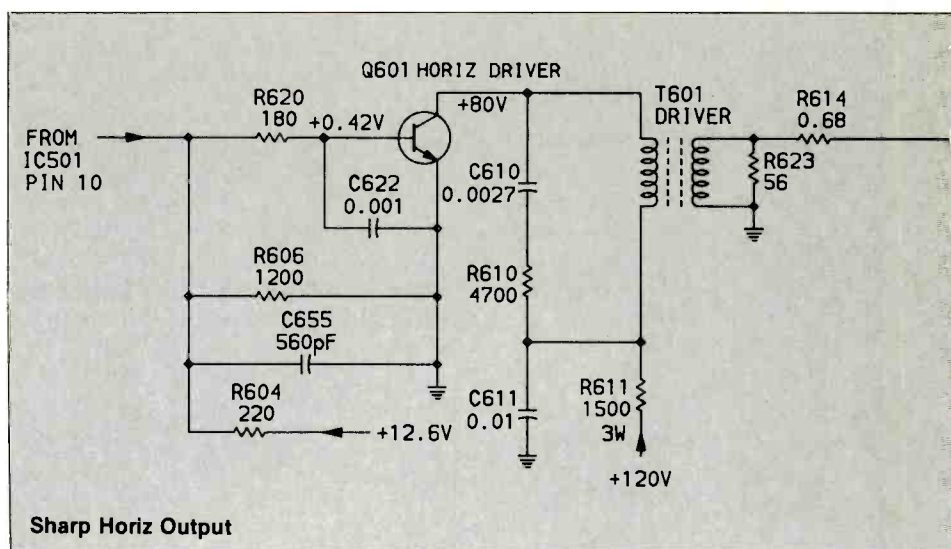 Q601 HORIZ DRIVER
+80V
T601
DRIVER
R614
0.68
R620
180
+0.42V
FROM
IC501
PIN 10
C610
0.0027
R623
56
C622
0.001
R606
1200
R610
4700
C655
560pF
R604
220
+12.6V
C611
0.01
R611
1500
3W
+120V
Sharp Horiz Output